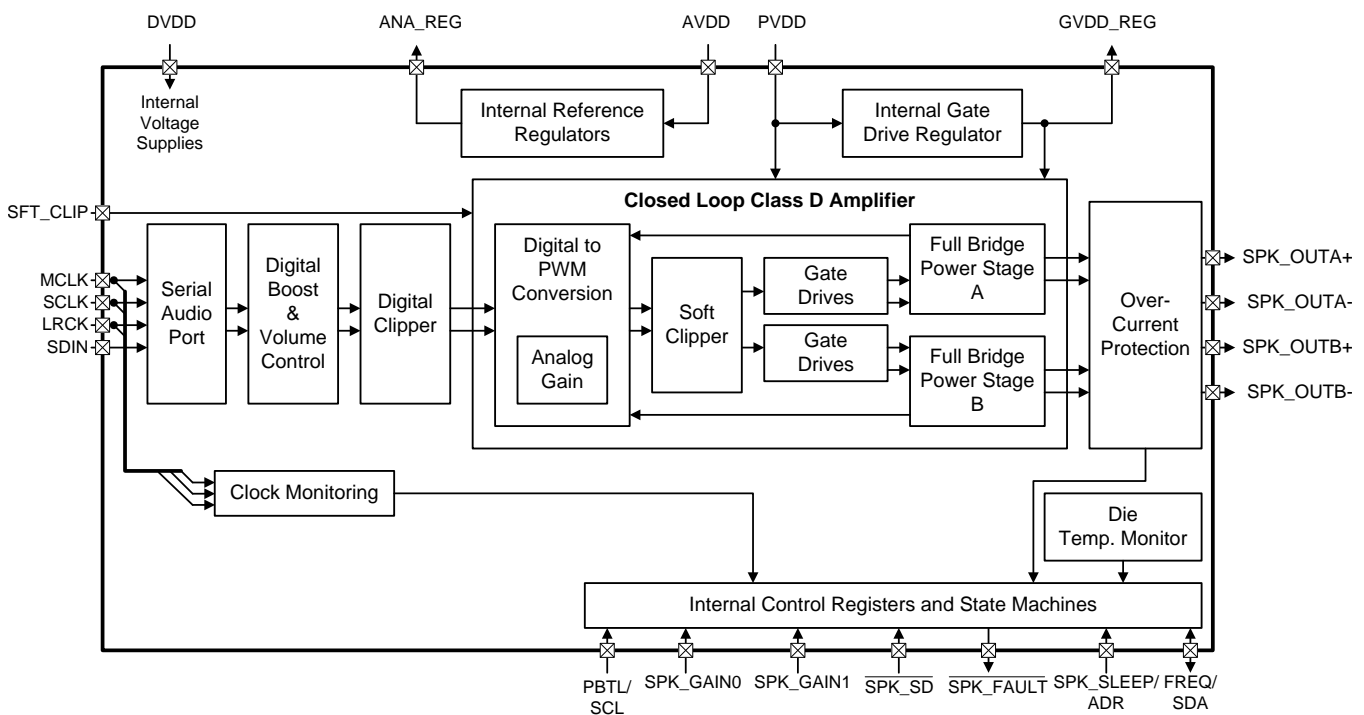 DVDD
ANA_REG
AVDD
PVDD
GVDD_REG
Internal
Voltage
Supplies
Internal Reference
Regulators
Internal Gate
Drive Regulator
SFT_CLIP
MCLK
SCLK
LRCK
SDIN
Serial
Audio
Port
Digital
Boost
&
Volume
Control
Digital
Clipper
Closed Loop Class D Amplifier
Digital to
PWM
Conversion
Analog
Gain
Soft
Clipper
Gate
Drives
Gate
Drives
Full Bridge
Power Stage
A
Full Bridge
Power Stage
B
Over-
Current
Protection
SPK_OUTA+
SPK_OUTA-
SPK_OUTB+
SPK_OUTB-
Clock Monitoring
Die
Temp. Monitor
Internal Control Registers and State Machines
PBTL/
SCL
SPK_GAIN0
SPK_GAIN1
SPK_SD
SPK_FAULT
SPK_SLEEP/
ADR
FREQ/
SDA